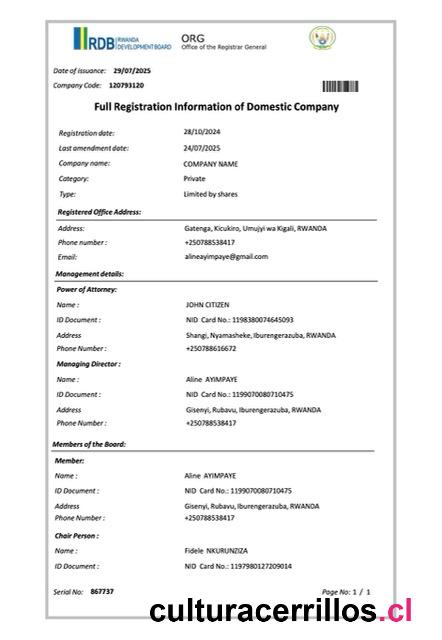 RDB RWANDA DEVELOPMENT BOARD
ORG
Office of the Registrar General
Date of issuance: 29/07/2025
Company Code: 120793120
Full Registration Information of Domestic Company
Registration date: 28/10/2024
Last amendment date: 24/07/2025
Company name: COMPANY NAME
Category: Private
Type: Limited by shares
Registered Office Address:
Address: Gatenga, Kicukiro, Umujyi wa Kigali, RWANDA
Phone number : +250788538417
Email: alineayimpaye@gmail.com
Management details:
Power of Attorney:
Name : JOHN CITIZEN
ID Document : NID Card No.: 1198380074645093
Address Shangi, Nyamasheke, Iburengerazuba, RWANDA
Phone Number : +250788616672
Managing Director :
Name : Aline AYIMPAYE
ID Document : NID Card No.: 1199070080710475
Address Gisenyi, Rubavu, Iburengerazuba, RWANDA
Phone Number : +250788538417
Members of the Board:
Member:
Name : Aline AYIMPAYE
ID Document : NID Card No.: 1199070080710475
Address Gisenyi, Rubavu, Iburengerazuba, RWANDA
Phone Number : +250788538417
Chair Person :
Name : Fidele NKURUNZIZA
ID Document : NID Card No.: 1197980127209014
Serial No: 867737 Page No: 1 / 1
culturacerrillos.cl